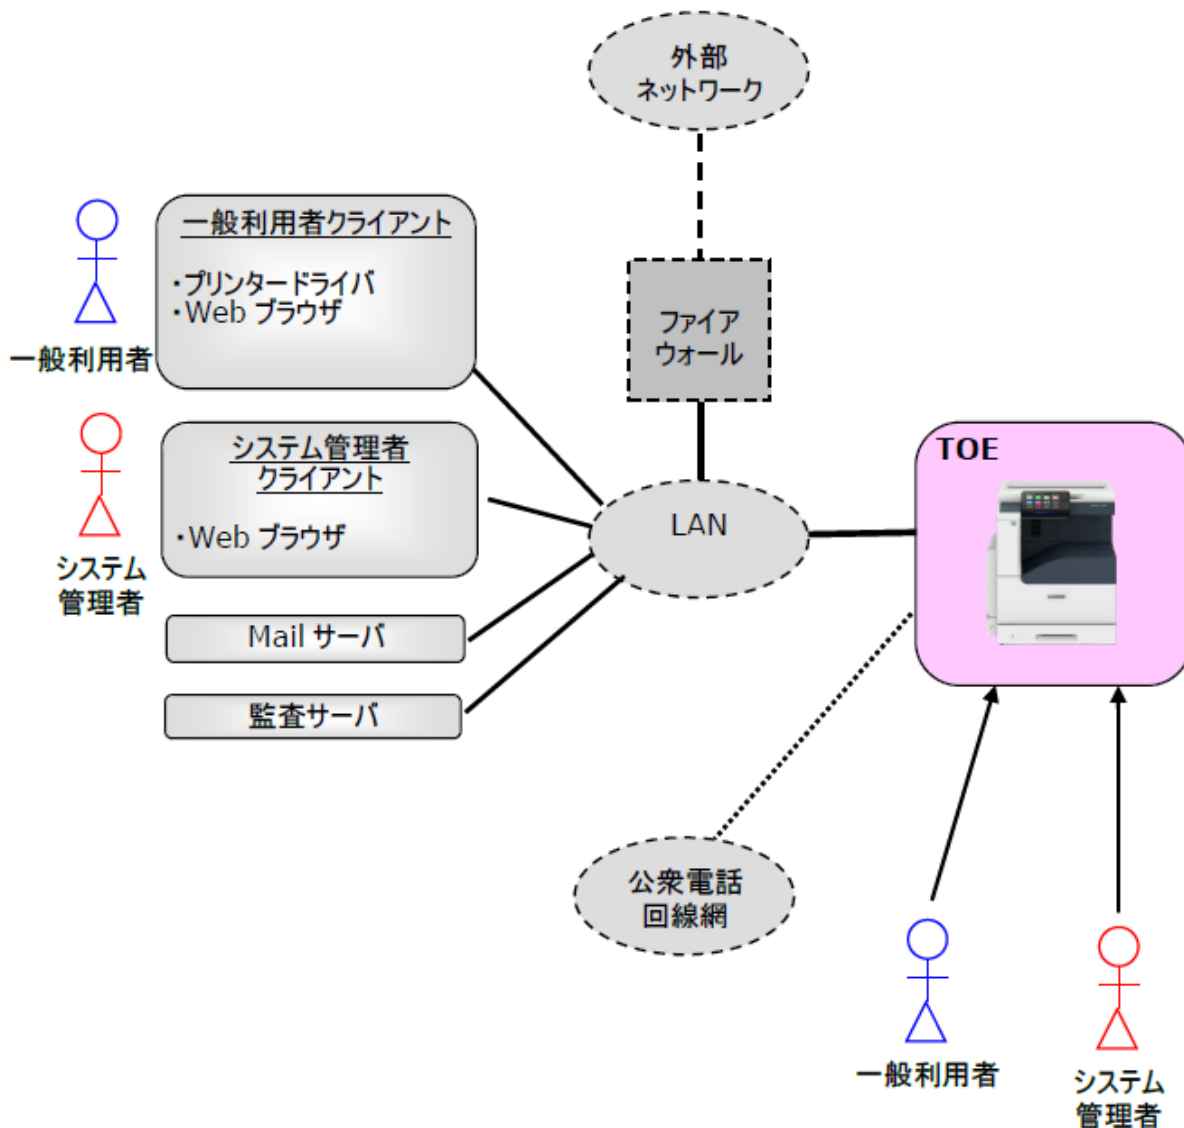 外部
ネットワーク
一般利用者クライアント
・プリンタードライバ
・Web ブラウザ
一般利用者
ファイア
ウォール
システム管理者
クライアント
・Web ブラウザ
システム
管理者
LAN
TOE
Mail サーバ
監査サーバ
公衆電話
回線網
一般利用者
システム
管理者